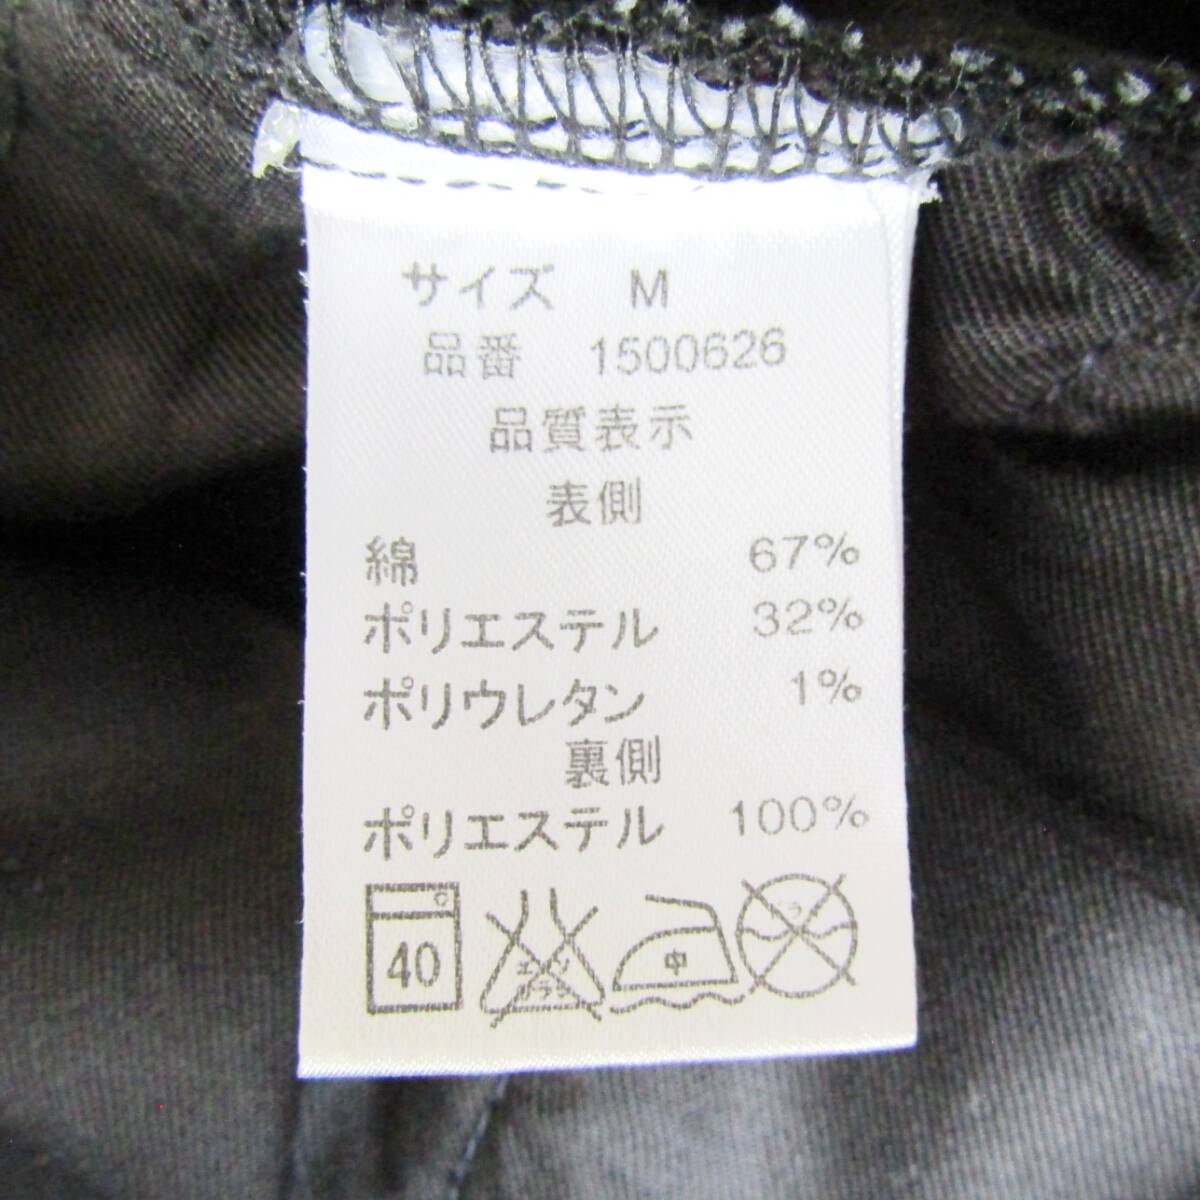 サイズ M
品番 1500626
品質表示
表側
綿 67%
ポリエステル 32%
ポリウレタン 1%
裏側
ポリエステル 100%
40
中